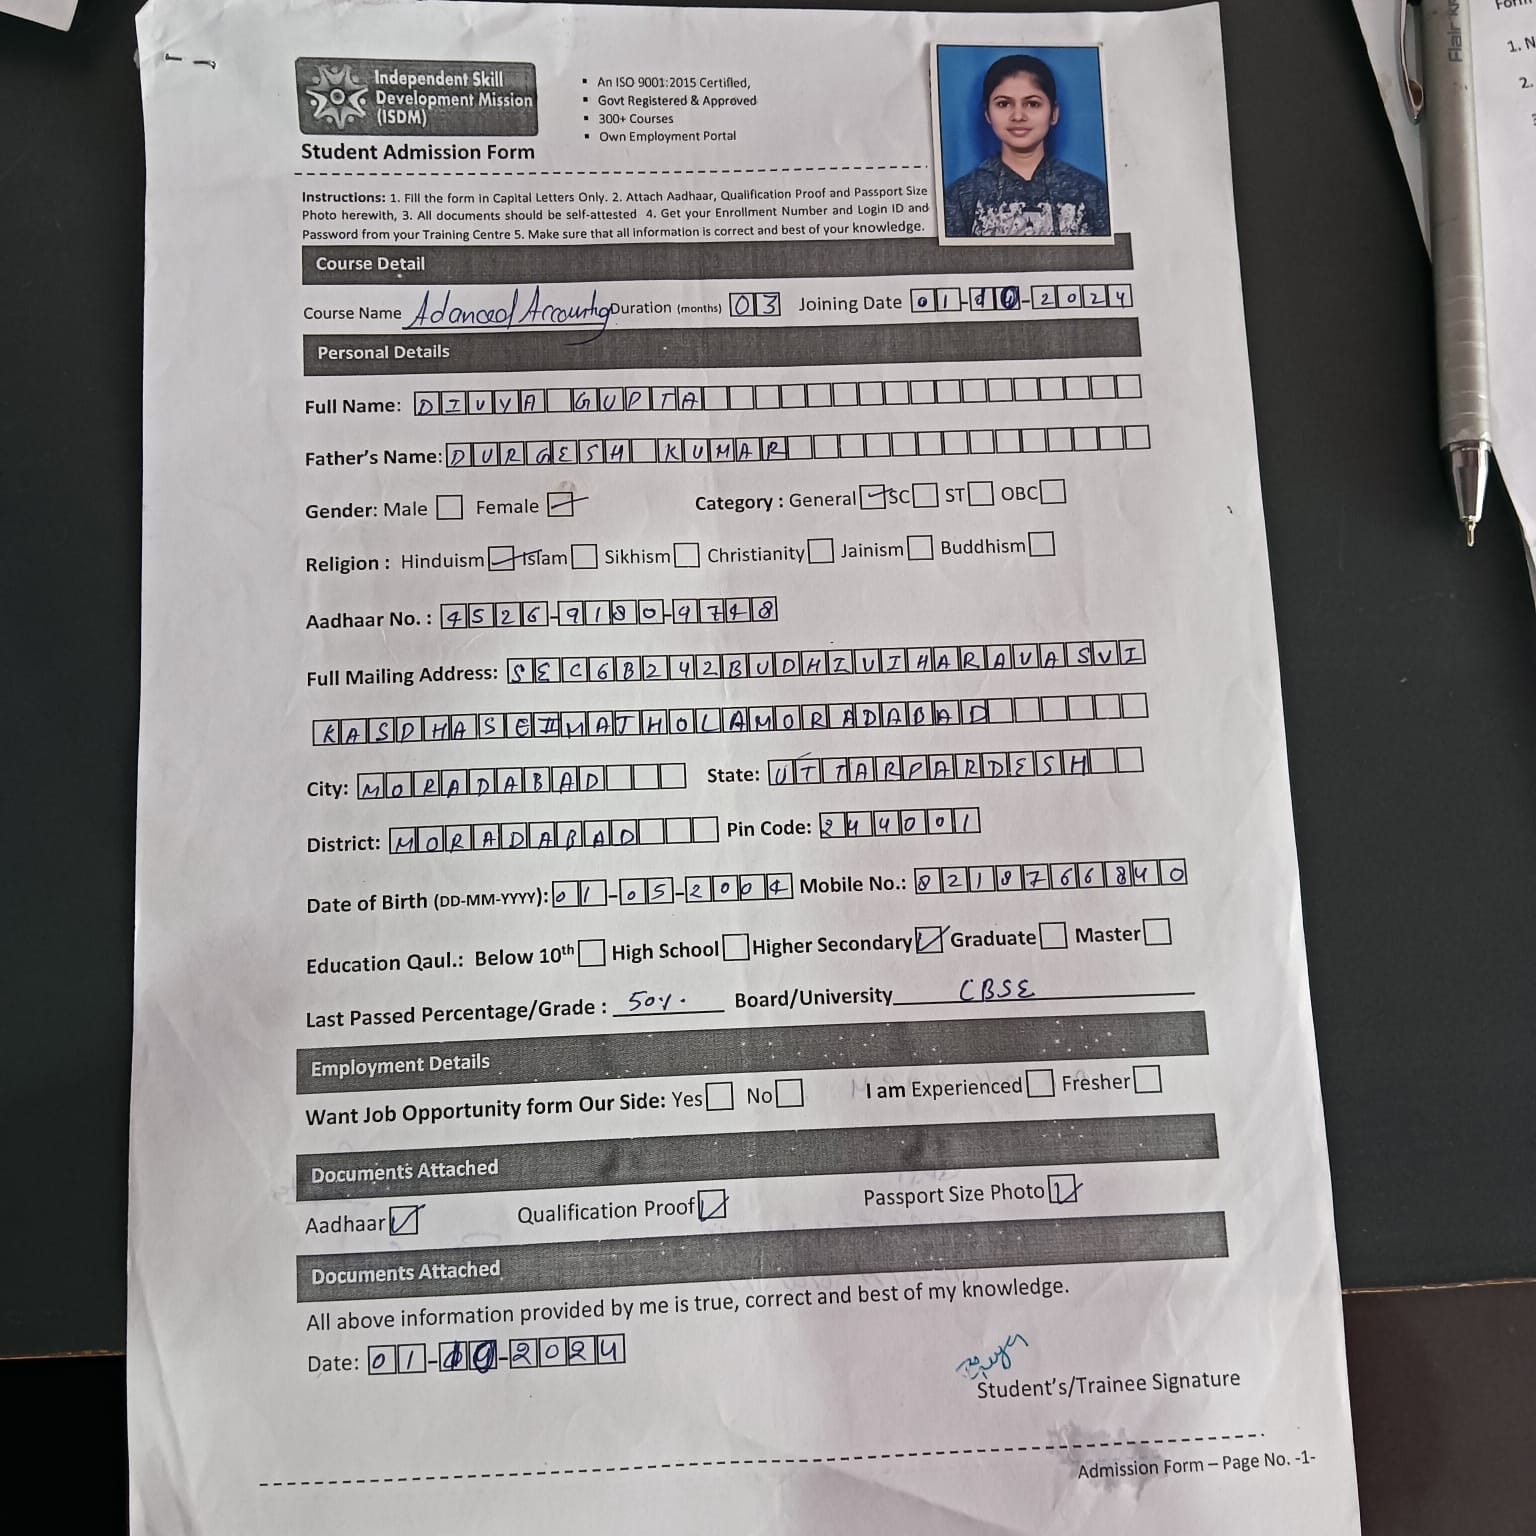 Independent Skill
Development Mission
(ISDM)
▪ An ISO 9001:2015 Certified,
▪ Govt Registered & Approved
▪ 300+ Courses
▪ Own Employment Portal
Student Admission Form
Instructions: 1. Fill the form in Capital Letters Only. 2. Attach Aadhaar, Qualification Proof and Passport Size
Photo herewith, 3. All documents should be self-attested 4. Get your Enrollment Number and Login ID and
Password from your Training Centre 5. Make sure that all information is correct and best of your knowledge.
Course Detail
Course Name Adanced Accounting Duration (months) 03 Joining Date 01- -2024
Personal Details
Full Name: DIVYA GUPTA
Father's Name: DURGESH KUMAR
Gender: Male Female Category : General SC ST OBC
Religion : Hinduism Islam Sikhism Christianity Jainism Buddhism
Aadhaar No. : 4526-9180-9748
Full Mailing Address: SEC6B242BUDHIVIHARAVASVI
KASPHASEIIMAJHOLAMORADABAD
City: MORADABAD State: UTTARPARDESH
District: MORADABAD Pin Code: 244001
Date of Birth (DD-MM-YYYY): 01-05-2004 Mobile No.: 8218766840
Education Qaul.: Below 10th High School Higher Secondary Graduate Master
Last Passed Percentage/Grade : 50%. Board/University CBSE
Employment Details
Want Job Opportunity form Our Side: Yes No I am Experienced Fresher
Documents Attached
Aadhaar Qualification Proof Passport Size Photo
Documents Attached
All above information provided by me is true, correct and best of my knowledge.
Date: 01- -2024
Student's/Trainee Signature
Admission Form – Page No. -1-
Flair
1. N
2.